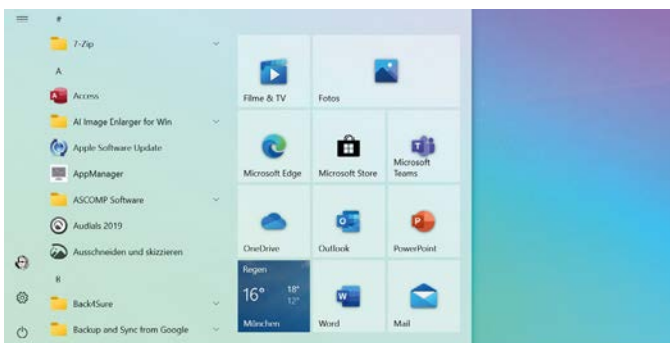 #
7-Zip
A
Access
AI Image Enlarger for Win
Apple Software Update
AppManager
ASCOMP Software
Audials 2019
Ausschneiden und skizzieren
B
Back4Sure
Backup and Sync from Google
Filme & TV
Fotos
Microsoft Edge
Microsoft Store
Microsoft
Teams
OneDrive
Outlook
PowerPoint
Regen
16°
18°
12°
München
Word
Mail